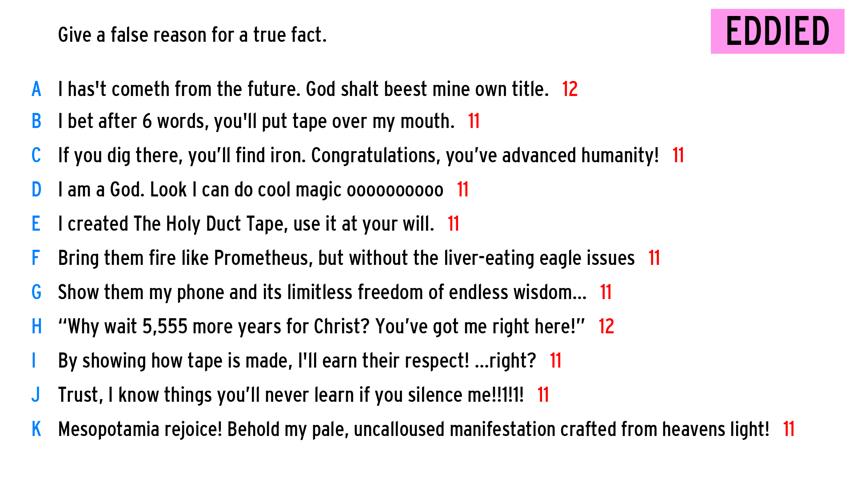 Give a false reason for a true fact.
EDDIED
A I has't cometh from the future. God shalt beest mine own title. 12
B I bet after 6 words, you'll put tape over my mouth. 11
C If you dig there, you’ll find iron. Congratulations, you’ve advanced humanity! 11
D I am a God. Look I can do cool magic oooooooooo 11
E I created The Holy Duct Tape, use it at your will. 11
F Bring them fire like Prometheus, but without the liver-eating eagle issues 11
G Show them my phone and its limitless freedom of endless wisdom... 11
H “Why wait 5,555 more years for Christ? You’ve got me right here!” 12
I By showing how tape is made, I'll earn their respect! ...right? 11
J Trust, I know things you’ll never learn if you silence me!!1!1! 11
K Mesopotamia rejoice! Behold my pale, uncalloused manifestation crafted from heavens light! 11